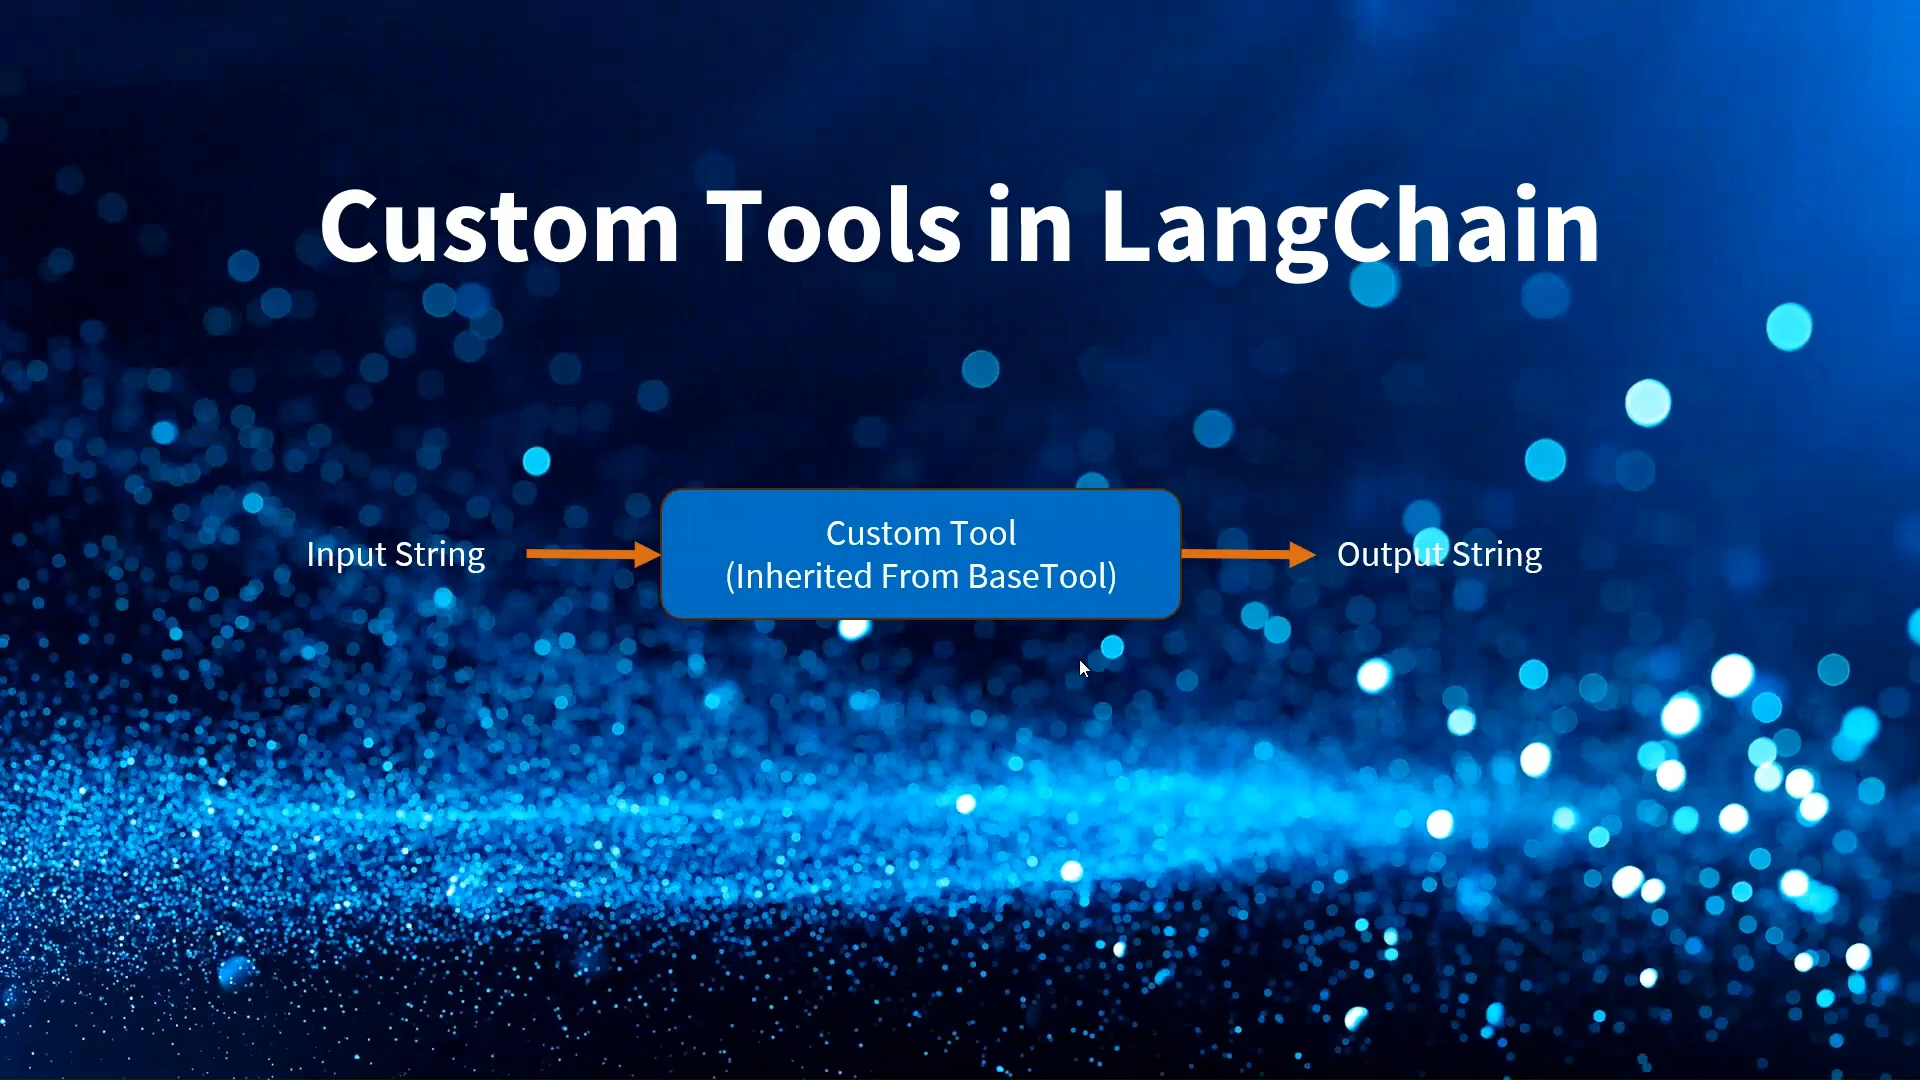 Custom Tools in LangChain
Input String
Custom Tool
(Inherited From BaseTool)
Output String